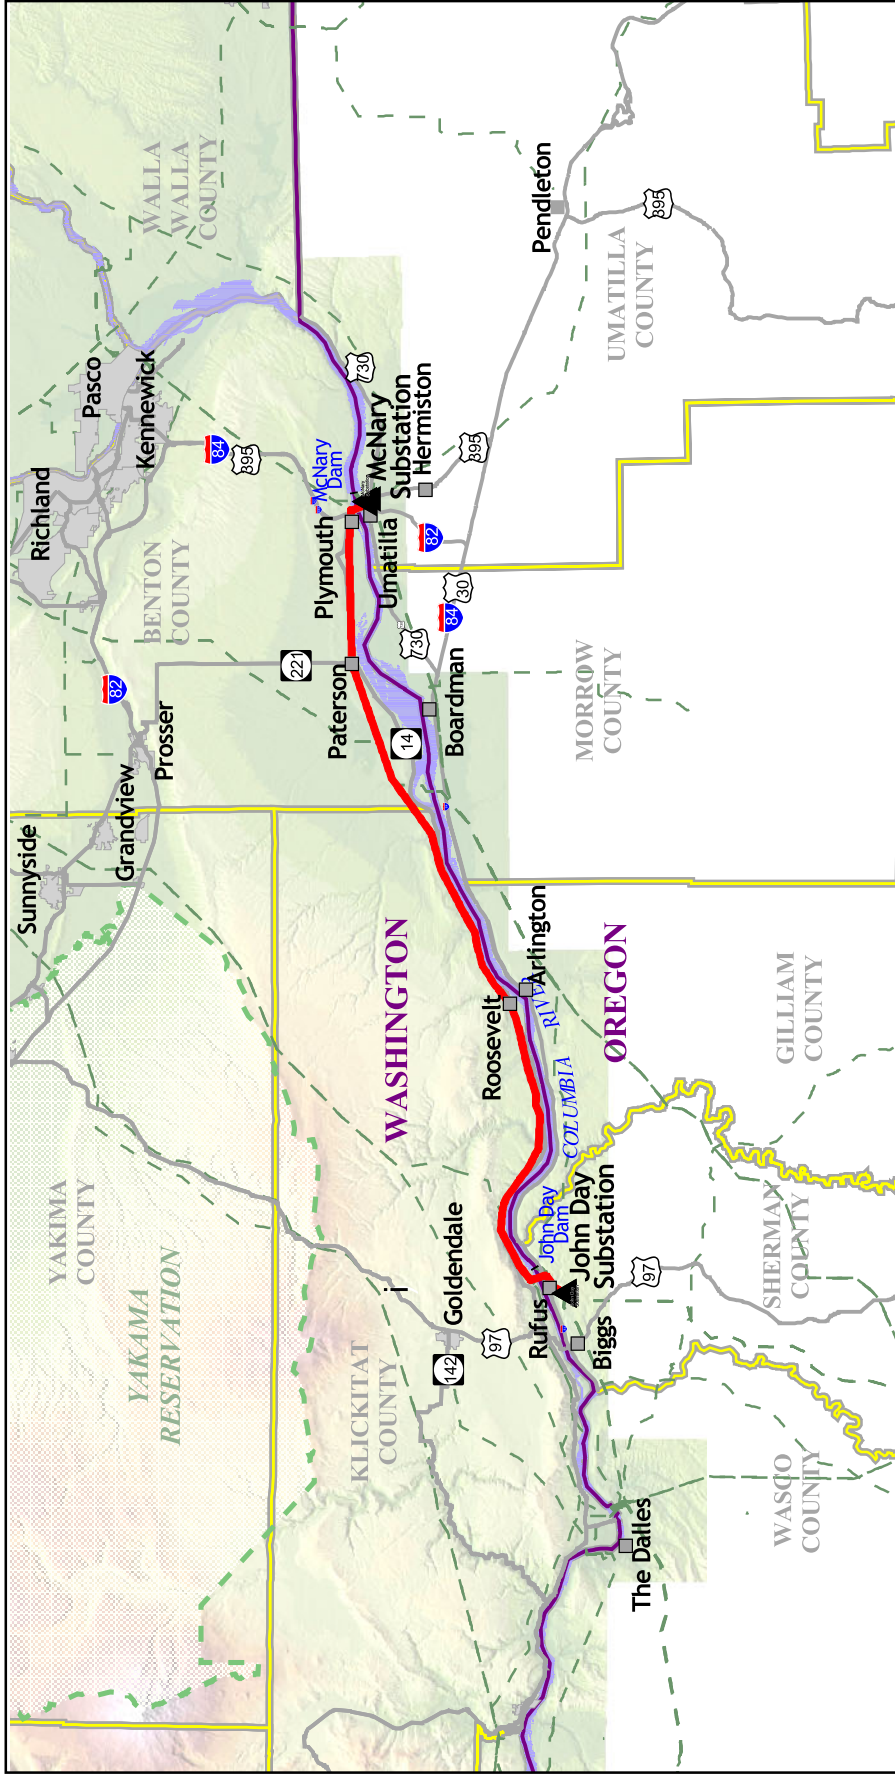 Sunnyside
Grandview
Prosser
82
Richland
Pasco
Kennewick
WALLA
WALLA
COUNTY
BENTON
COUNTY
84
395
221
YAKIMA
COUNTY
YAKAMA
RESERVATION
KLICKITAT
COUNTY
142
Goldendale
97
i
WASHINGTON
Paterson
Plymouth
McNary
Dam
McNary
Substation
Umatilla
Hermiston
730
395
82
30
84
730
14
Boardman
Roosevelt
Arlington
COLUMBIA
RIVER
OREGON
John Day
Dam
John Day
Substation
Rufus
Biggs
97
The Dalles
WASCO
COUNTY
SHERMAN
COUNTY
GILLIAM
COUNTY
MORROW
COUNTY
UMATILLA
COUNTY
Pendleton
395